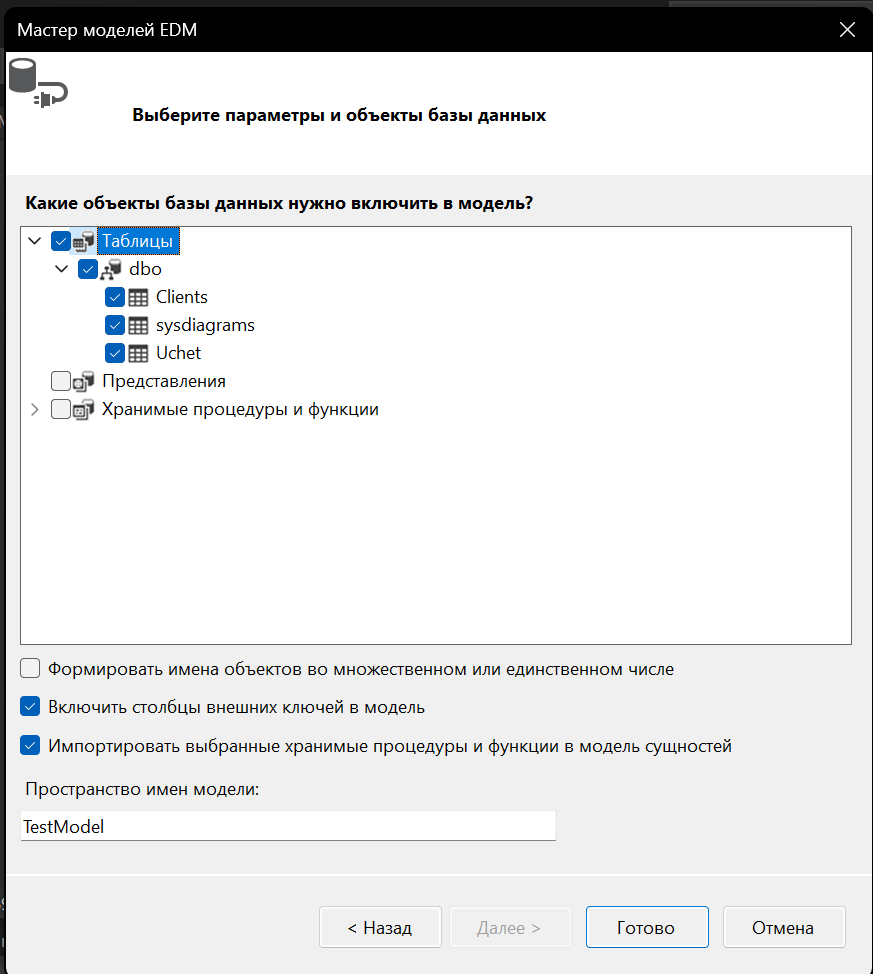 Мастер моделей EDM
Выберите параметры и объекты базы данных
Какие объекты базы данных нужно включить в модель?
Таблицы
dbo
Clients
sysdiagrams
Uchet
Представления
Хранимые процедуры и функции
Формировать имена объектов во множественном или единственном числе
Включить столбцы внешних ключей в модель
Импортировать выбранные хранимые процедуры и функции в модель сущностей
Пространство имен модели:
TestModel
< Назад
Далее >
Готово
Отмена